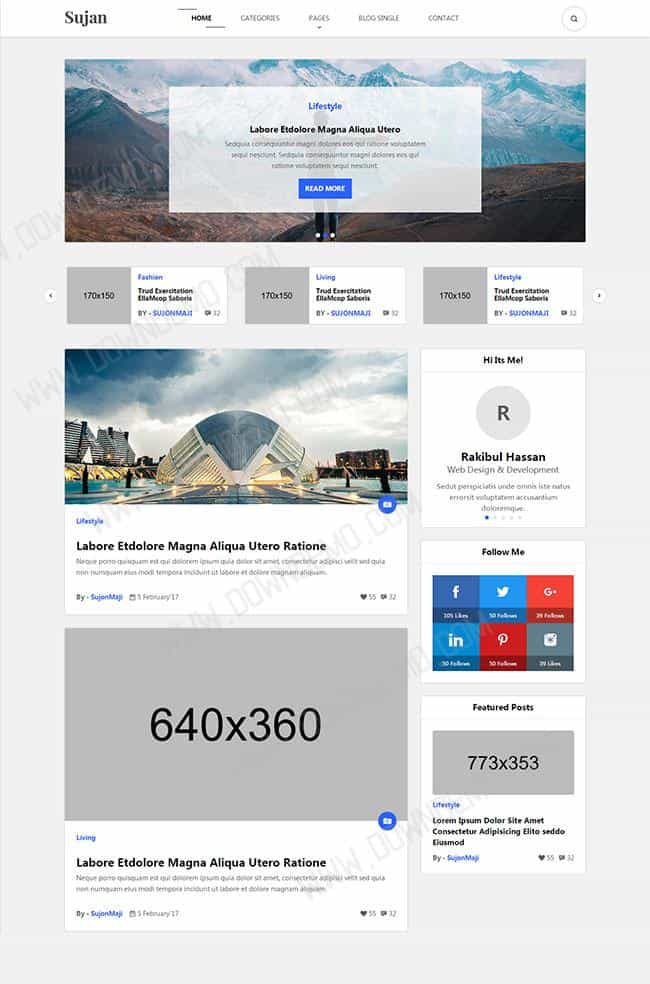 Sujan
HOME CATEGORIES PAGES BLOG SINGLE CONTACT
Lifestyle
Labore Etdolore Magna Aliqua Utero
Sedquia consequuntur magni dolores eos qui ratione voluptatem
sequi nesciunt. Sedquia consequuntur magni dolores eos qui
ratione voluptatem sequi nesciunt.
READ MORE
170x150
Fashion
Trud Exercitation
EllaMcop Saboris
BY - SUJONMAJI 32
170x150
Living
Trud Exercitation
EllaMcop Saboris
BY - SUJONMAJI 32
170x150
Lifestyle
Trud Exercitation
EllaMcop Saboris
BY - SUJONMAJI 32
Lifestyle
Labore Etdolore Magna Aliqua Utero Ratione
Neque porro quisquam est qui dolorem ipsum quia dolor sit amet, consectetur adipisci velit sed quia
non numquam eius modi tempora incidunt ut labore et dollore magnam aliquam.
By - SujonMaji 5 February'17 55 32
640x360
Living
Labore Etdolore Magna Aliqua Utero Ratione
Neque porro quisquam est qui dolorem ipsum quia dolor sit amet, consectetur adipisci velit sed quia
non numquam eius modi tempora incidunt ut labore et dollore magnam aliquam.
By - SujonMaji 5 February'17 55 32
Hi Its Me!
R
Rakibul Hassan
Web Design & Development
Sedut perspiciatis unde omnis iste natus
errorsit voluptatem accusantium
doloremque.
Follow Me
305 Likes 50 Follows 39 Follows
50 Follows 50 Follows 39 Likes
Featured Posts
773x353
Lifestyle
Lorem Ipsum Dolor Site Amet
Consectetur Adipisicing Elito seddo
Eiusmod
By - SujonMaji 55 32
WWW.DOWNDEMO.COM